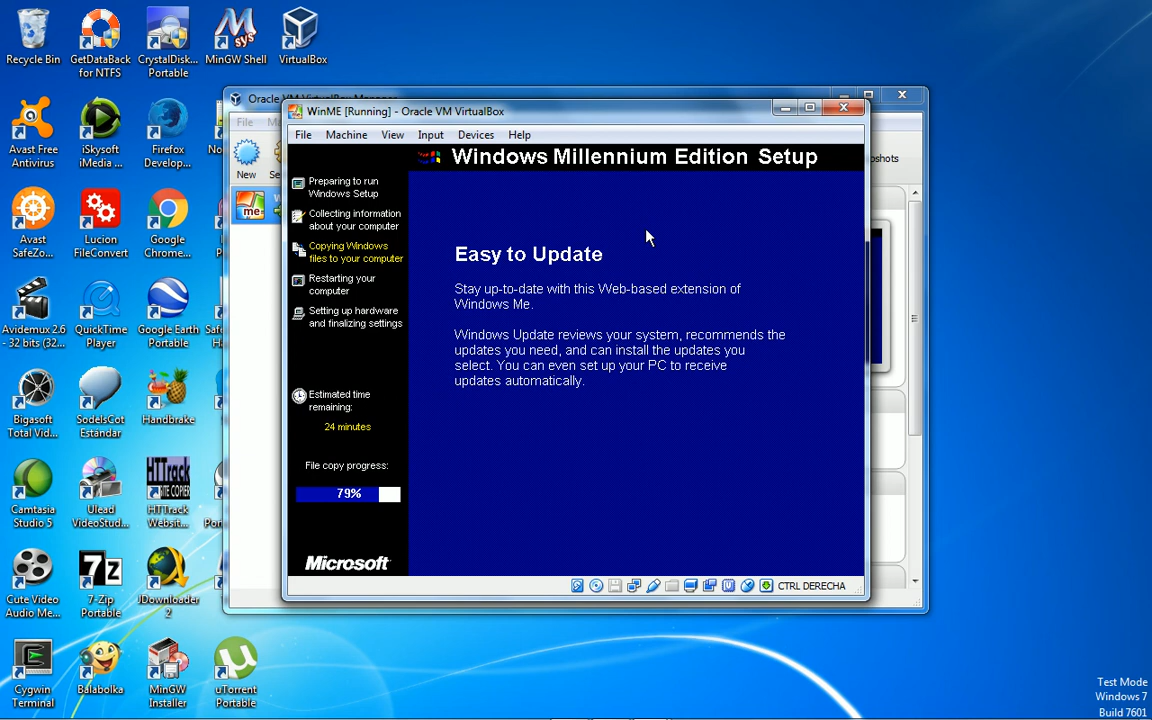 Recycle Bin
GetDataBack
for NTFS
CrystalDisk...
Portable
MinGW Shell
VirtualBox
Avast Free
Antivirus
iSkysoft
iMedia ...
Firefox
Develop...
Avast
SafeZo...
Lucion
FileConvert
Google
Chrome...
Avidemux 2.6
- 32 bits (32...
QuickTime
Player
Google Earth
Portable
Bigasoft
Total Vid...
SodelsCot
Estándar
Handbrake
Camtasia
Studio 5
Ulead
VideoStud...
HTTrack
Websit...
Cute Video
Audio Me...
7-Zip
Portable
JDownloader
2
Cygwin
Terminal
Balabolka
MinGW
Installer
uTorrent
Portable
Oracle VM VirtualBox Manager
File
New
WinME [Running] - Oracle VM VirtualBox
File Machine View Input Devices Help
Windows Millennium Edition Setup
Preparing to run
Windows Setup
Collecting information
about your computer
Copying Windows
files to your computer
Restarting your
computer
Setting up hardware
and finalizing settings
Estimated time
remaining:
24 minutes
File copy progress:
79%
Microsoft
Easy to Update
Stay up-to-date with this Web-based extension of
Windows Me.
Windows Update reviews your system, recommends the
updates you need, and can install the updates you
select. You can even set up your PC to receive
updates automatically.
CTRL DERECHA
Test Mode
Windows 7
Build 7601